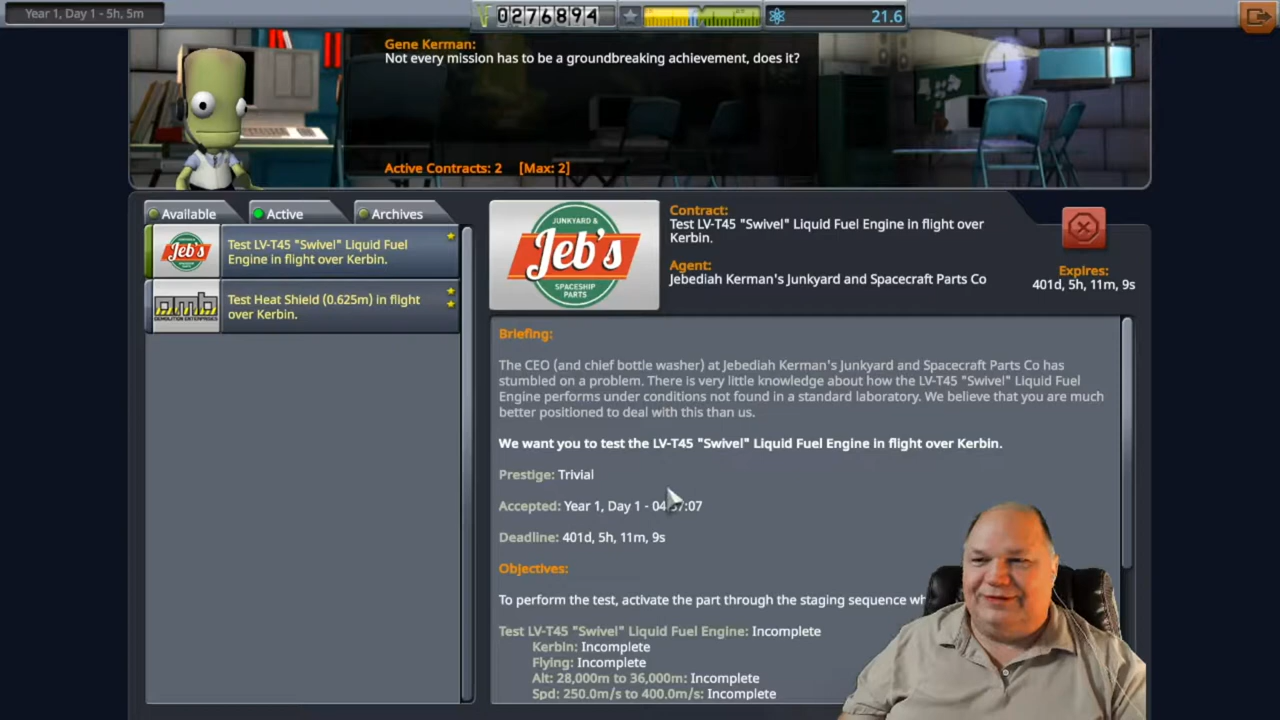 Year 1, Day 1 - 5h, 5m
0276894
21.6
Gene Kerman:
Not every mission has to be a groundbreaking achievement, does it?
Active Contracts: 2 [Max: 2]
Available
Active
Archives
Test LV-T45 "Swivel" Liquid Fuel
Engine in flight over Kerbin.
Test Heat Shield (0.625m) in flight
over Kerbin.
JUNKYARD &
Jeb's
SPACESHIP
PARTS
Contract:
Test LV-T45 "Swivel" Liquid Fuel Engine in flight over
Kerbin.
Agent:
Jebediah Kerman's Junkyard and Spacecraft Parts Co
Expires:
401d, 5h, 11m, 9s
Briefing:
The CEO (and chief bottle washer) at Jebediah Kerman's Junkyard and Spacecraft Parts Co has
stumbled on a problem. There is very little knowledge about how the LV-T45 "Swivel" Liquid Fuel
Engine performs under conditions not found in a standard laboratory. We believe that you are much
better positioned to deal with this than us.
We want you to test the LV-T45 "Swivel" Liquid Fuel Engine in flight over Kerbin.
Prestige: Trivial
Accepted: Year 1, Day 1 -
Deadline: 401d, 5h, 11m, 9s
Objectives:
To perform the test, activate the part through the staging sequence
Test LV-T45 "Swivel" Liquid Fuel Engine: Incomplete
Kerbin: Incomplete
Flying: Incomplete
Alt: 28,000m to 36,000m: Incomplete
Spd: 250.0m/s to 400.0m/s: Incomplete